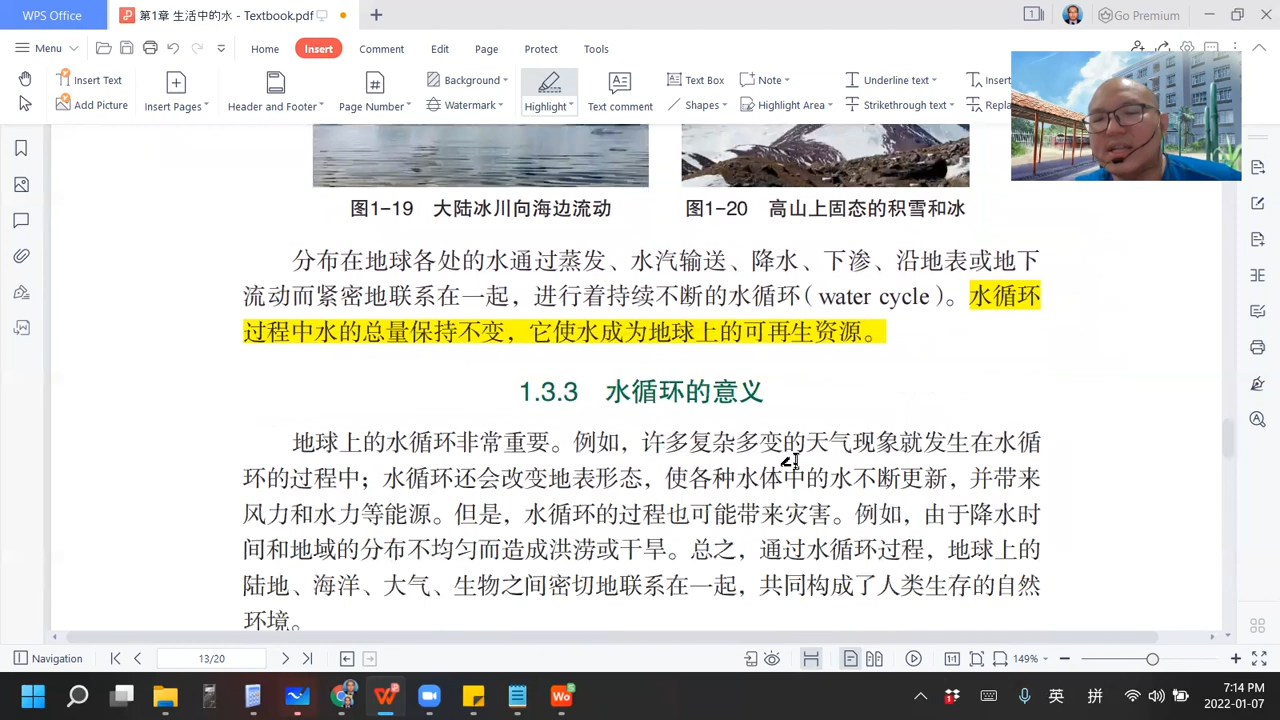 WPS Office
第1章 生活中的水 - Textbook.pdf
1
Go Premium
Menu
Home
Insert
Comment
Edit
Page
Protect
Tools
Insert Text
Add Picture
Insert Pages
Header and Footer
Page Number
Background
Watermark
Highlight
Text comment
Text Box
Shapes
Note
Highlight Area
Underline text
Strikethrough text
Insert
Repla
图1-19 大陆冰川向海边流动
图1-20 高山上固态的积雪和冰
分布在地球各处的水通过蒸发、水汽输送、降水、下渗、沿地表或地下
流动而紧密地联系在一起，进行着持续不断的水循环（water cycle）。水循环
过程中水的总量保持不变，它使水成为地球上的可再生资源。
1.3.3 水循环的意义
地球上的水循环非常重要。例如，许多复杂多变的天气现象就发生在水循
环的过程中；水循环还会改变地表形态，使各种水体中的水不断更新，并带来
风力和水力等能源。但是，水循环的过程也可能带来灾害。例如，由于降水时
间和地域的分布不均匀而造成洪涝或干旱。总之，通过水循环过程，地球上的
陆地、海洋、大气、生物之间密切地联系在一起，共同构成了人类生存的自然
环境。
Navigation
13/20
149%
英
拼
7:14 PM
2022-01-07